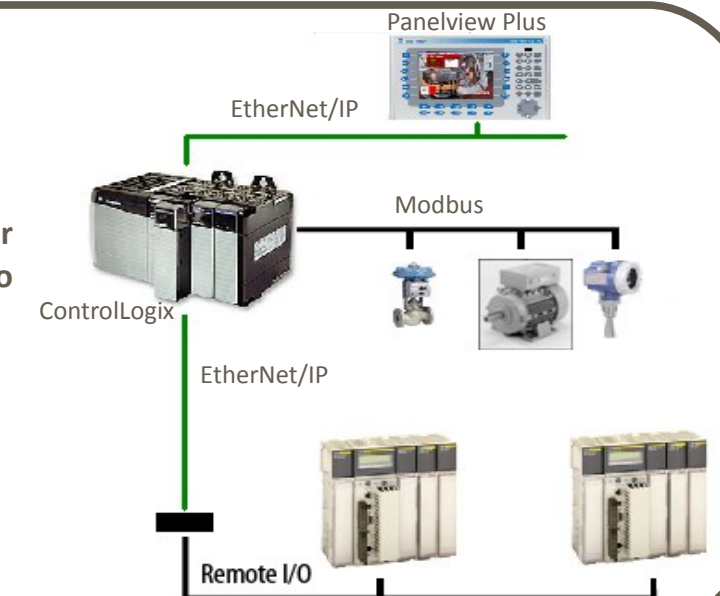 Panelview Plus
EtherNet/IP
Modbus
r
o
ControlLogix
EtherNet/IP
Remote I/O